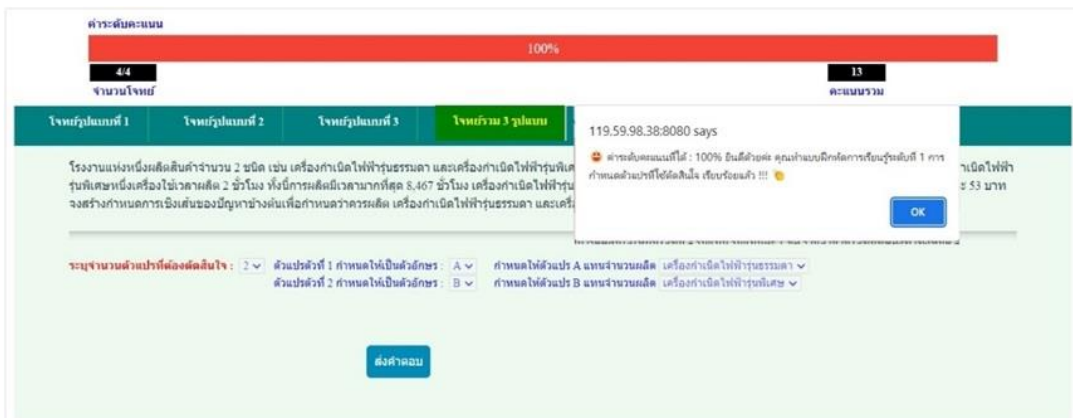 ค่าระดับคะแนน
100%
4/4
13
จำนวนโจทย์
คะแนนรวม
โจทย์รูปแบบที่ 1
โจทย์รูปแบบที่ 2
โจทย์รูปแบบที่ 3
โจทย์รวม 3 รูปแบบ
119.59.98.38:8080 says
ค่าระดับคะแนนที่ได้ : 100% ยินดีด้วยค่ะ คุณทำแบบฝึกหัดการเรียนรู้ระดับที่ 1 การ
กำหนดตัวแปรที่ใช้ตัดสินใจ เรียบร้อยแล้ว !!!
OK
โรงงานแห่งหนึ่งผลิตสินค้าจำนวน 2 ชนิด เช่น เครื่องกำเนิดไฟฟ้ารุ่นธรรมดา และเครื่องกำเนิดไฟฟ้ารุ่นพิเศ
รุ่นพิเศษหนึ่งเครื่องใช้เวลาผลิต 2 ชั่วโมง ทั้งนี้การผลิตมีเวลามากที่สุด 8,467 ชั่วโมง เครื่องกำเนิดไฟฟ้ารุ่น
53 บาท
จงสร้างกำหนดการเชิงเส้นของปัญหาข้างต้นเพื่อกำหนดว่าควรผลิต เครื่องกำเนิดไฟฟ้ารุ่นธรรมดา และ
ระบุจำนวนตัวแปรที่ต้องตัดสินใจ : 2 ตัวแปรตัวที่ 1 กำหนดให้เป็นตัวอักษร : A กำหนดให้ตัวแปร A แทนจำนวนผลิต เครื่องกำเนิดไฟฟ้ารุ่นธรรมดา
ตัวแปรตัวที่ 2 กำหนดให้เป็นตัวอักษร : B กำหนดให้ตัวแปร B แทนจำนวนผลิต เครื่องกำเนิดไฟฟ้ารุ่นพิเศษ
ส่งคำตอบ